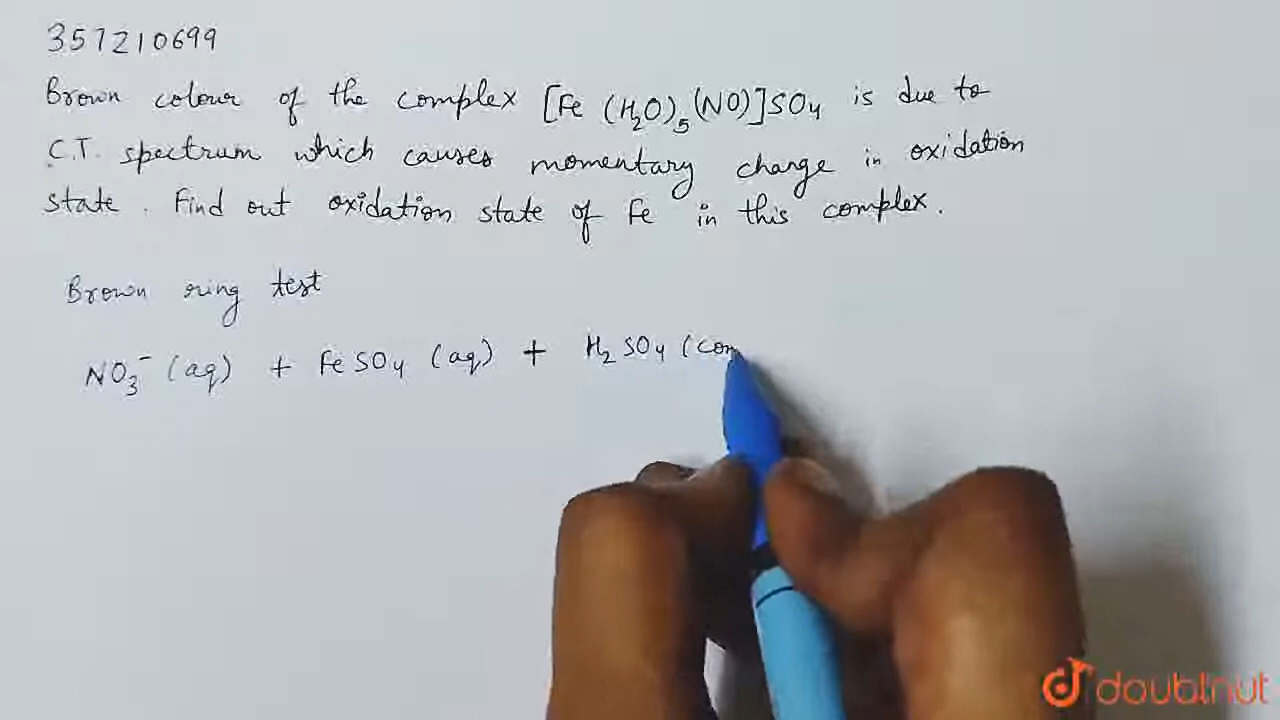 357210699
Brown colour of the complex [Fe (H₂O)₅(NO)]SO₄ is due to
C.T. spectrum which causes momentary change in oxidation
state. Find out oxidation state of Fe in this complex.
Brown ring test
NO₃⁻ (aq) + FeSO₄ (aq) + H₂SO₄ (con
doubtnut